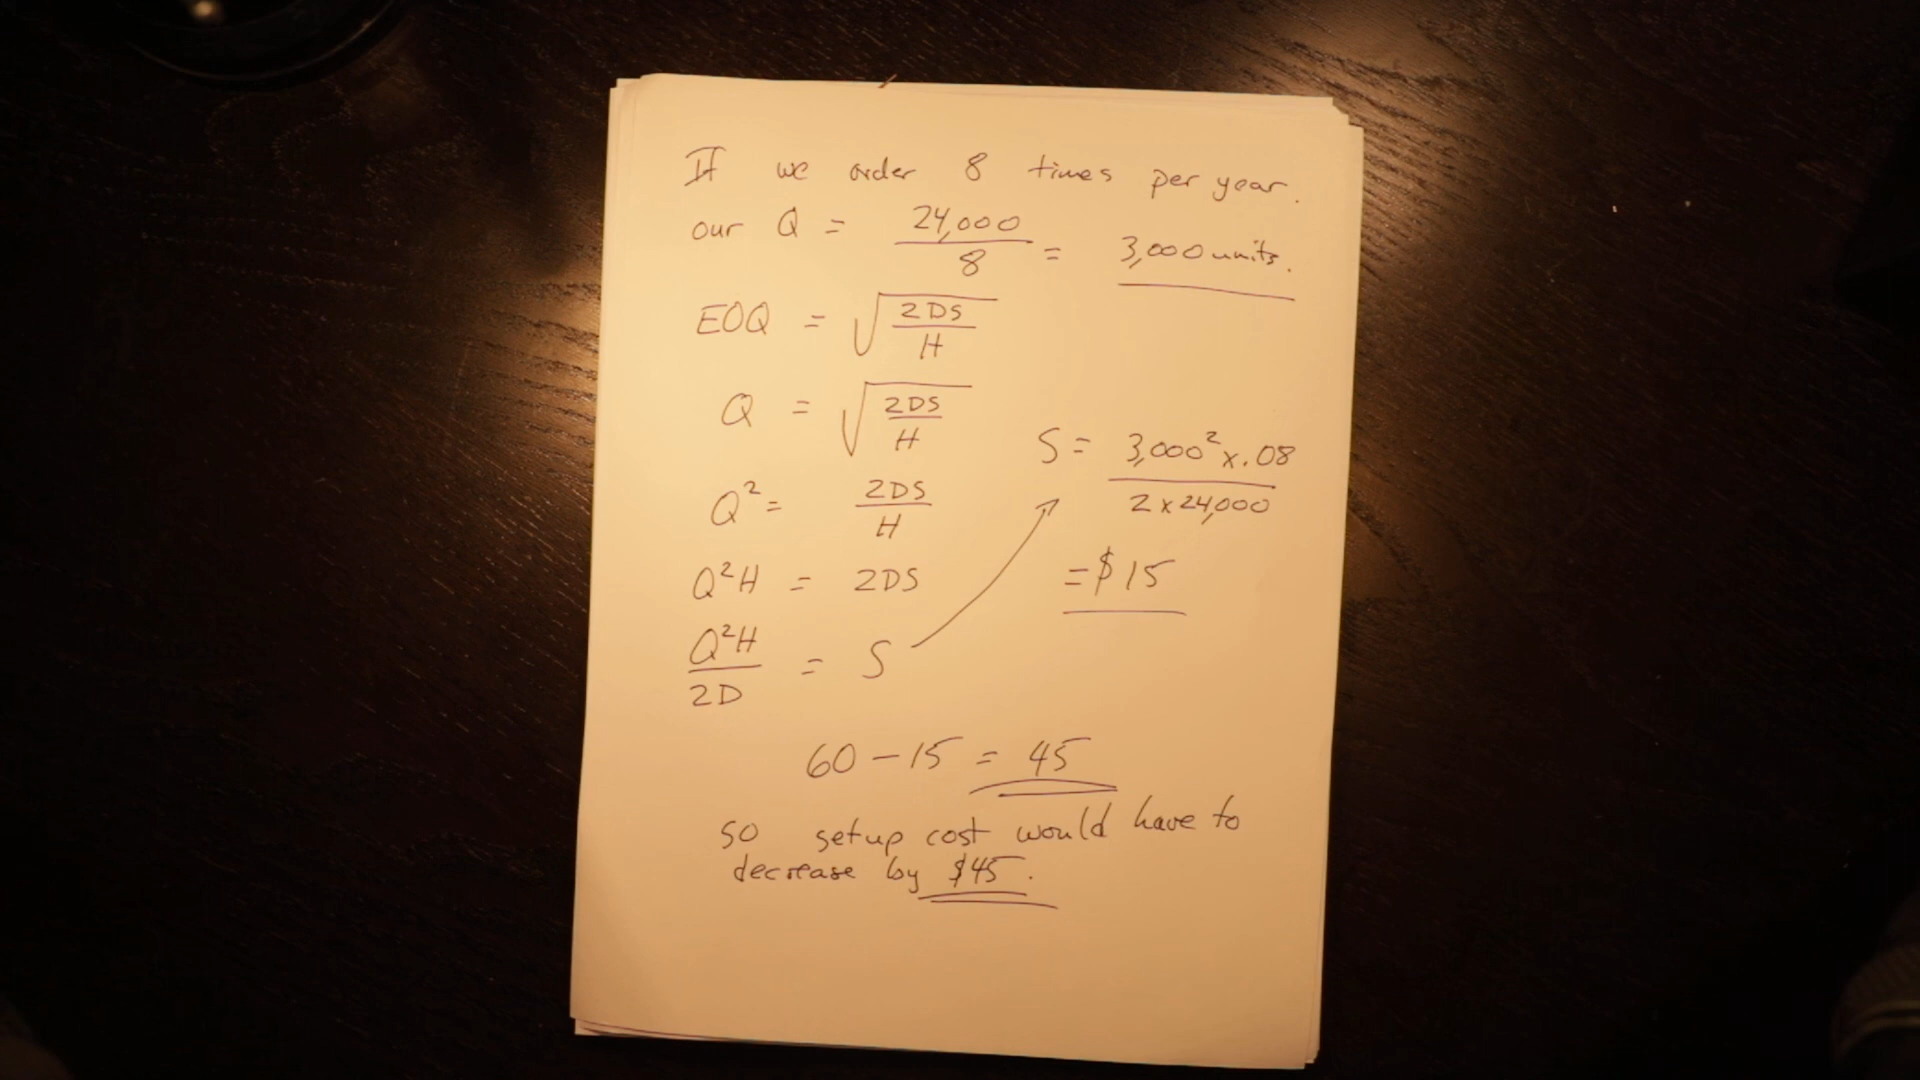 If we order 8 times per year.
our Q = 24,000 / 8 = 3,000 units.
EOQ = √(2DS / H)
Q = √(2DS / H)
Q² = 2DS / H
Q²H = 2DS
Q²H / 2D = S
S = 3,000² x .08 / 2 x 24,000
= $15
60 - 15 = 45
so setup cost would have to
decrease by $45.